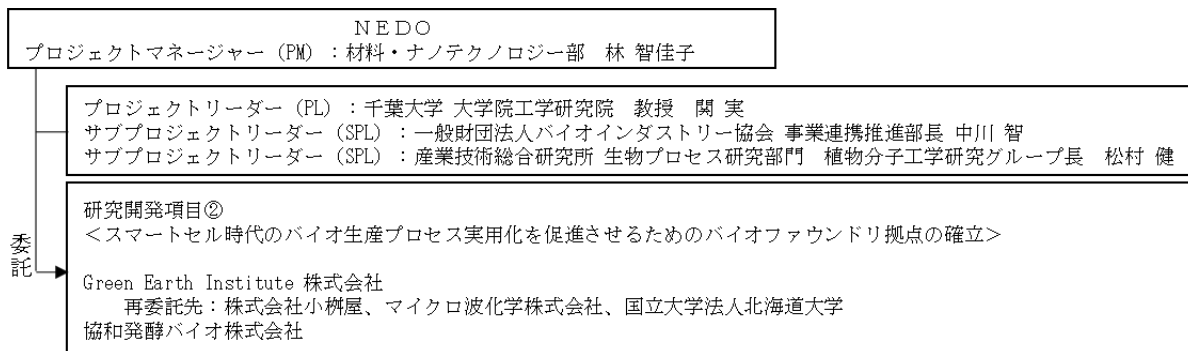 ＮＥＤＯ
プロジェクトマネージャー（PM）：材料・ナノテクノロジー部　林 智佳子
プロジェクトリーダー（PL）：千葉大学 大学院工学研究院　教授　関 実
サブプロジェクトリーダー（SPL）：一般財団法人バイオインダストリー協会 事業連携推進部長 中川 智
サブプロジェクトリーダー（SPL）：産業技術総合研究所 生物プロセス研究部門　植物分子工学研究グループ長　松村 健
研究開発項目②
＜スマートセル時代のバイオ生産プロセス実用化を促進させるためのバイオファウンドリ拠点の確立＞
委託
Green Earth Institute 株式会社
再委託先：株式会社小桝屋、マイクロ波化学株式会社、国立大学法人北海道大学
協和発酵バイオ株式会社